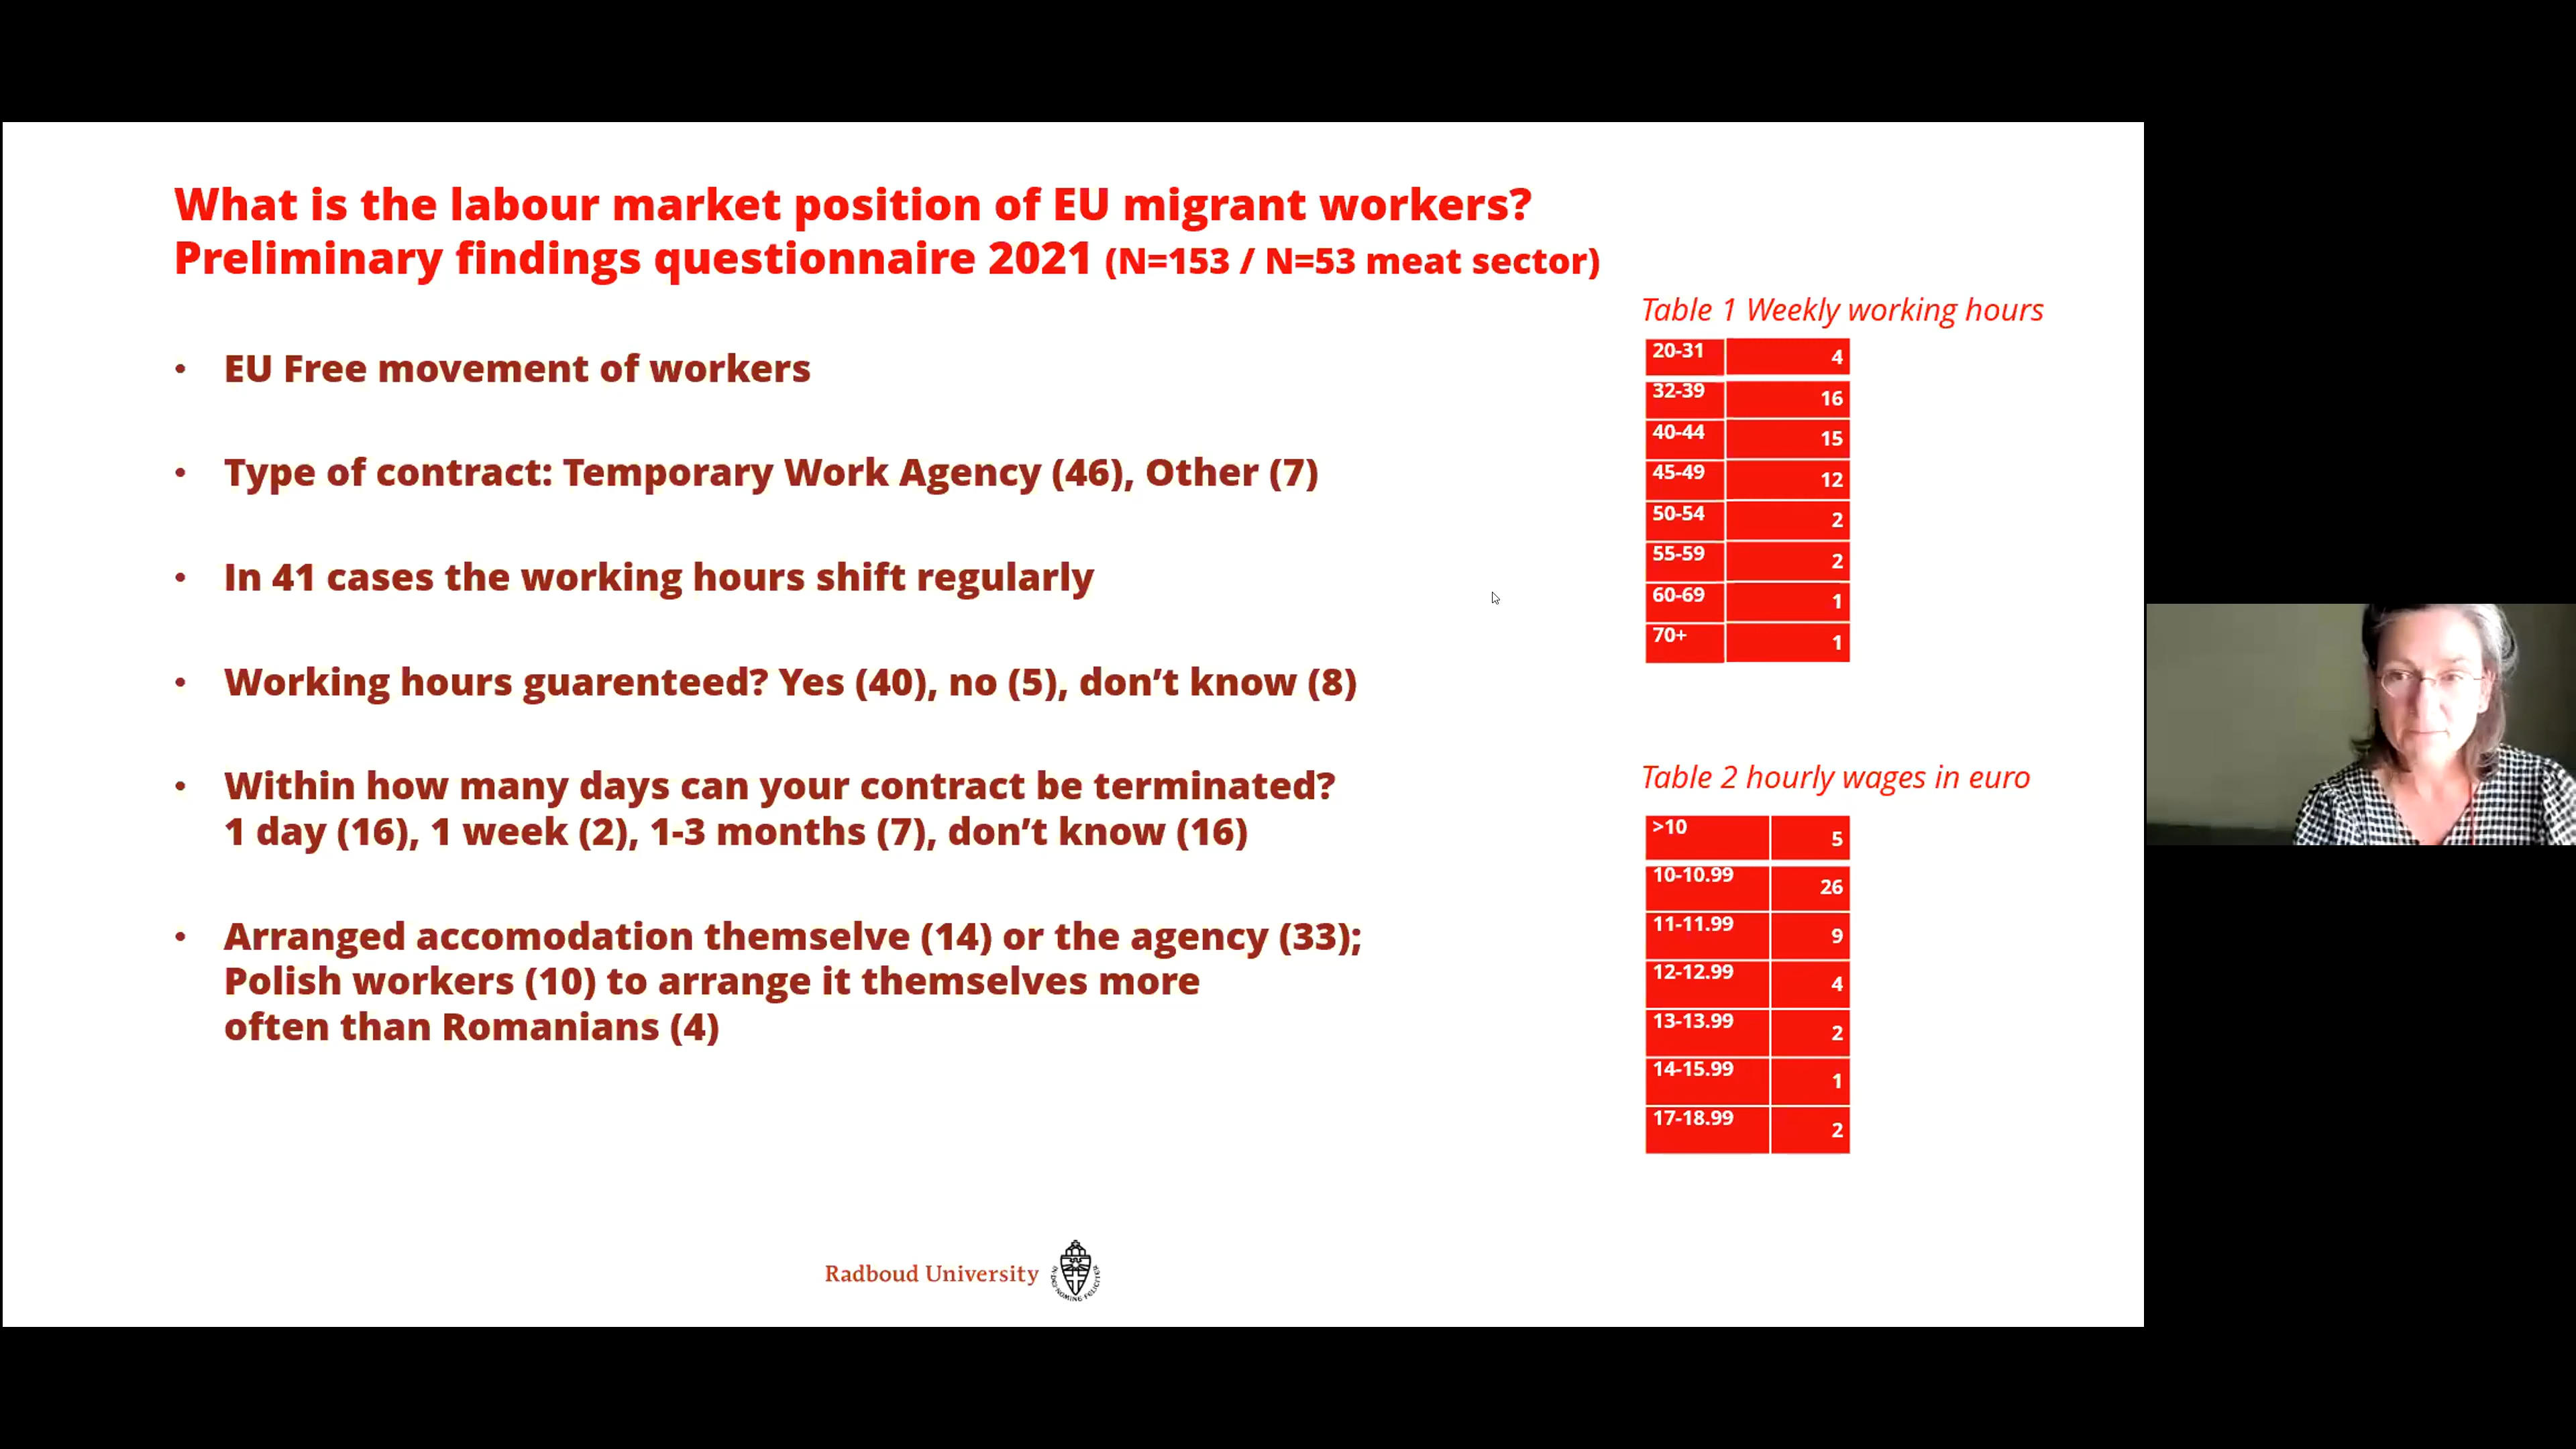 What is the labour market position of EU migrant workers?
Preliminary findings questionnaire 2021 (N=153 / N=53 meat sector)
• EU Free movement of workers
• Type of contract: Temporary Work Agency (46), Other (7)
• In 41 cases the working hours shift regularly
• Working hours guarenteed? Yes (40), no (5), don’t know (8)
• Within how many days can your contract be terminated?
1 day (16), 1 week (2), 1-3 months (7), don’t know (16)
• Arranged accomodation themselve (14) or the agency (33);
Polish workers (10) to arrange it themselves more
often than Romanians (4)
Table 1 Weekly working hours
20-31 4
32-39 16
40-44 15
45-49 12
50-54 2
55-59 2
60-69 1
70+ 1
Table 2 hourly wages in euro
>10 5
10-10.99 26
11-11.99 9
12-12.99 4
13-13.99 2
14-15.99 1
17-18.99 2
Radboud University